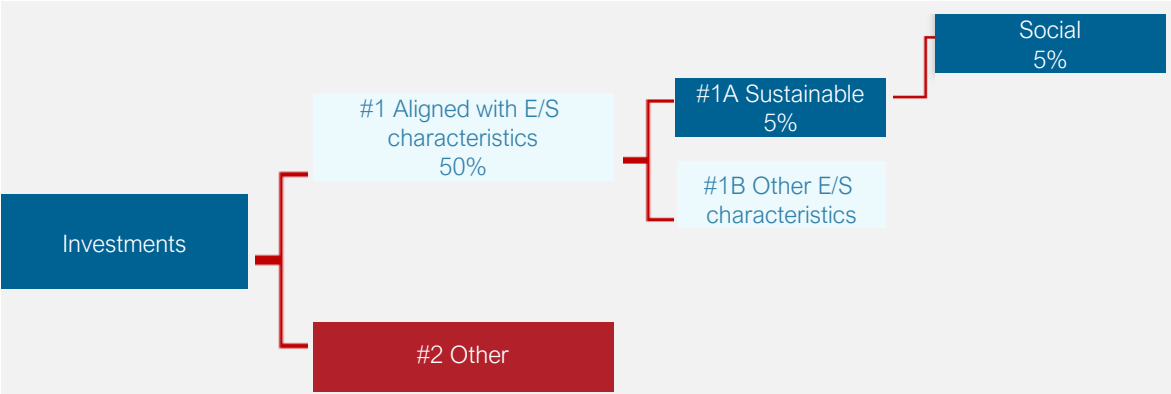 Social
5%
#1A Sustainable
5%
#1 Aligned with E/S
characteristics
50%
#1B Other E/S
characteristics
Investments
#2 Other